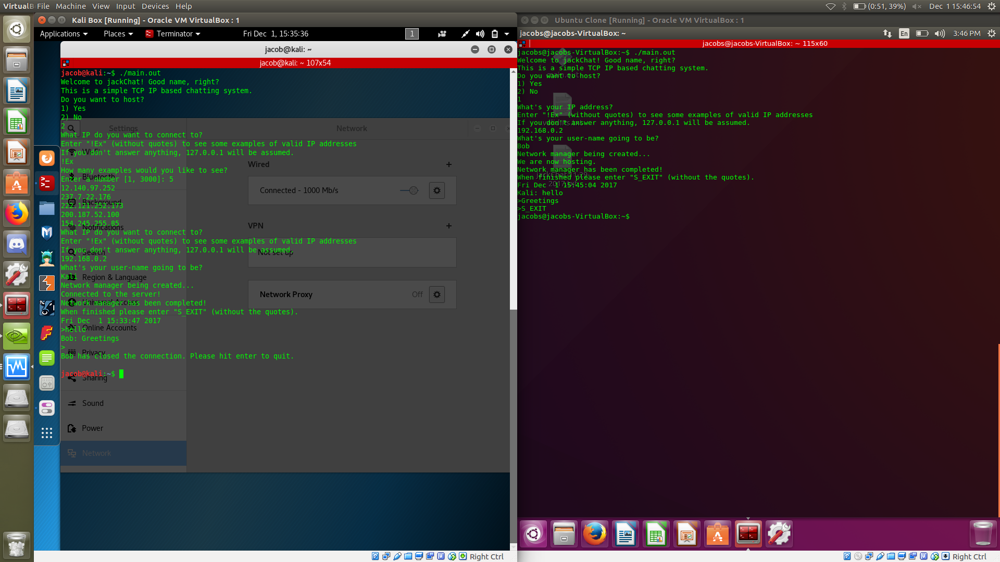 VirtualB File Machine View Input Devices Help
(0:51, 39%) Dec 1 15:46:54
Kali Box [Running] - Oracle VM VirtualBox : 1
Applications Places Terminator Fri Dec 1, 15:35:36 1
jacob@kali: ~
jacob@kali: ~ 107x54
jacob@kali:~$ ./main.out
Welcome to jackChat! Good name, right?
This is a simple TCP IP based chatting system.
Do you want to host?
1) Yes
2) No
2
What IP do you want to connect to?
Enter "!Ex" (without quotes) to see some examples of valid IP addresses
If you don't answer anything, 127.0.0.1 will be assumed.
!Ex
How many examples would you like to see?
Enter a number [1, 3000]: 5
12.140.97.252
237.7.22.176
222.121.252.173
200.187.52.100
154.245.255.85
What IP do you want to connect to?
Enter "!Ex" (without quotes) to see some examples of valid IP addresses
If you don't answer anything, 127.0.0.1 will be assumed.
192.168.0.2
What's your user-name going to be?
Kali
Network manager being created...
Connected to the server!
Network manager has been completed!
When finished please enter "S_EXIT" (without the quotes).
Fri Dec  1 15:33:47 2017
>hello
Bob: Greetings
>
Bob has closed the connection. Please hit enter to quit.
jacob@kali:~$
Settings
Network
Wi-Fi
Bluetooth
Background
Notifications
Search
Region & Language
Universal Access
Online Accounts
Privacy
Sharing
Sound
Power
Network
Wired
+
Connected - 1000 Mb/s
VPN
+
Not set up
Network Proxy
Off
Right Ctrl
Ubuntu Clone [Running] - Oracle VM VirtualBox : 1
jacobs@jacobs-VirtualBox: ~
En 3:46 PM
jacobs@jacobs-VirtualBox: ~ 115x60
jacobs@jacobs-VirtualBox:~$ ./main.out
Welcome to jackChat! Good name, right?
This is a simple TCP IP based chatting system.
Do you want to host?
1) Yes
2) No
1
What's your IP address?
Enter "!Ex" (without quotes) to see some examples of valid IP addresses
If you don't answer anything, 127.0.0.1 will be assumed.
192.168.0.2
What's your user-name going to be?
Bob
Network manager being created...
We are now hosting.
Network manager has been completed!
When finished please enter "S_EXIT" (without the quotes).
Fri Dec  1 15:45:04 2017
Kali: hello
>Greetings
>S_EXIT
jacobs@jacobs-VirtualBox:~$
main.out
Right Ctrl